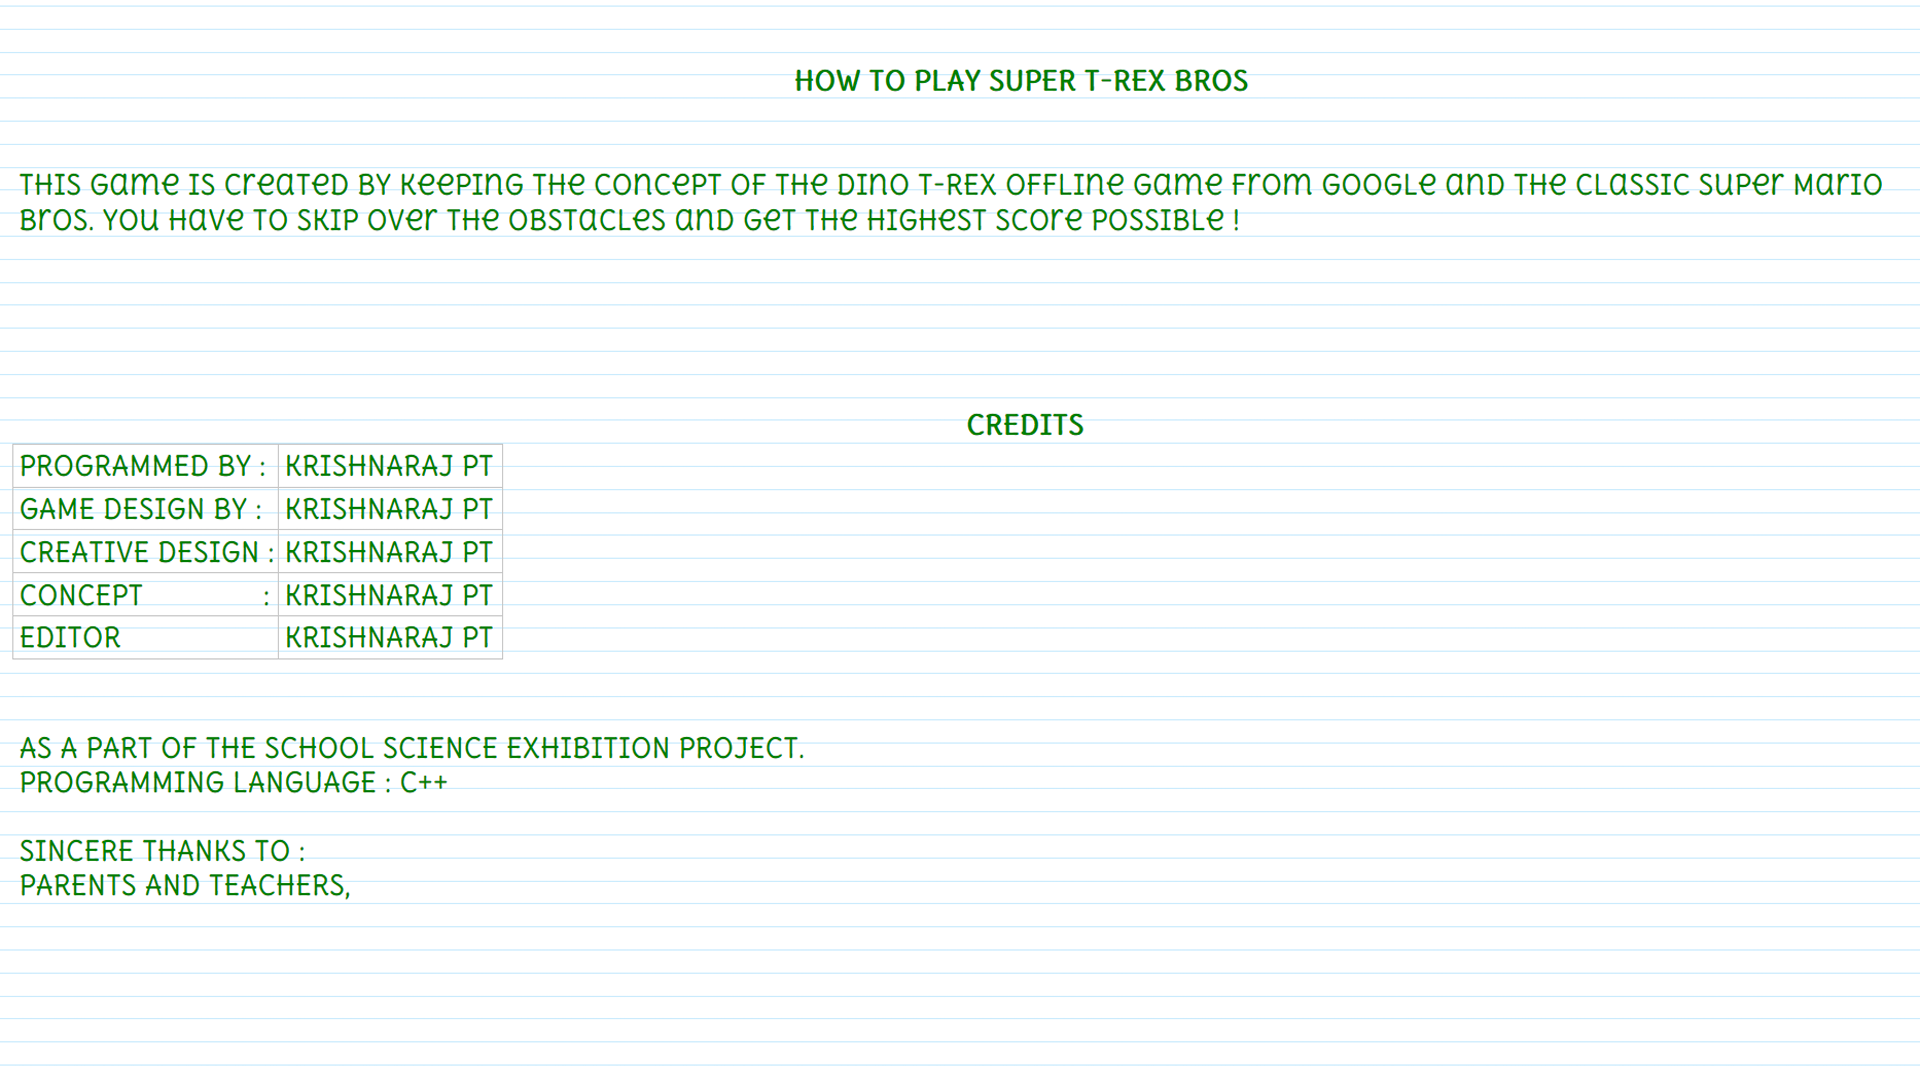 HOW TO PLAY SUPER T-REX BROS
THIS Game IS CreaTeD BY KeePInG THe COnCePT OF THe DInO T-REX OFFLIne Game From GOOGLe anD THe CLaSSIC SuPer MarIO
BrOS. YOu Have TO SKIP Over THe OBSTacLeS anD GeT THe HIGHeST SCOre POSSIBLe !
CREDITS
PROGRAMMED BY : KRISHNARAJ PT
GAME DESIGN BY : KRISHNARAJ PT
CREATIVE DESIGN : KRISHNARAJ PT
CONCEPT : KRISHNARAJ PT
EDITOR KRISHNARAJ PT
AS A PART OF THE SCHOOL SCIENCE EXHIBITION PROJECT.
PROGRAMMING LANGUAGE : C++
SINCERE THANKS TO :
PARENTS AND TEACHERS,